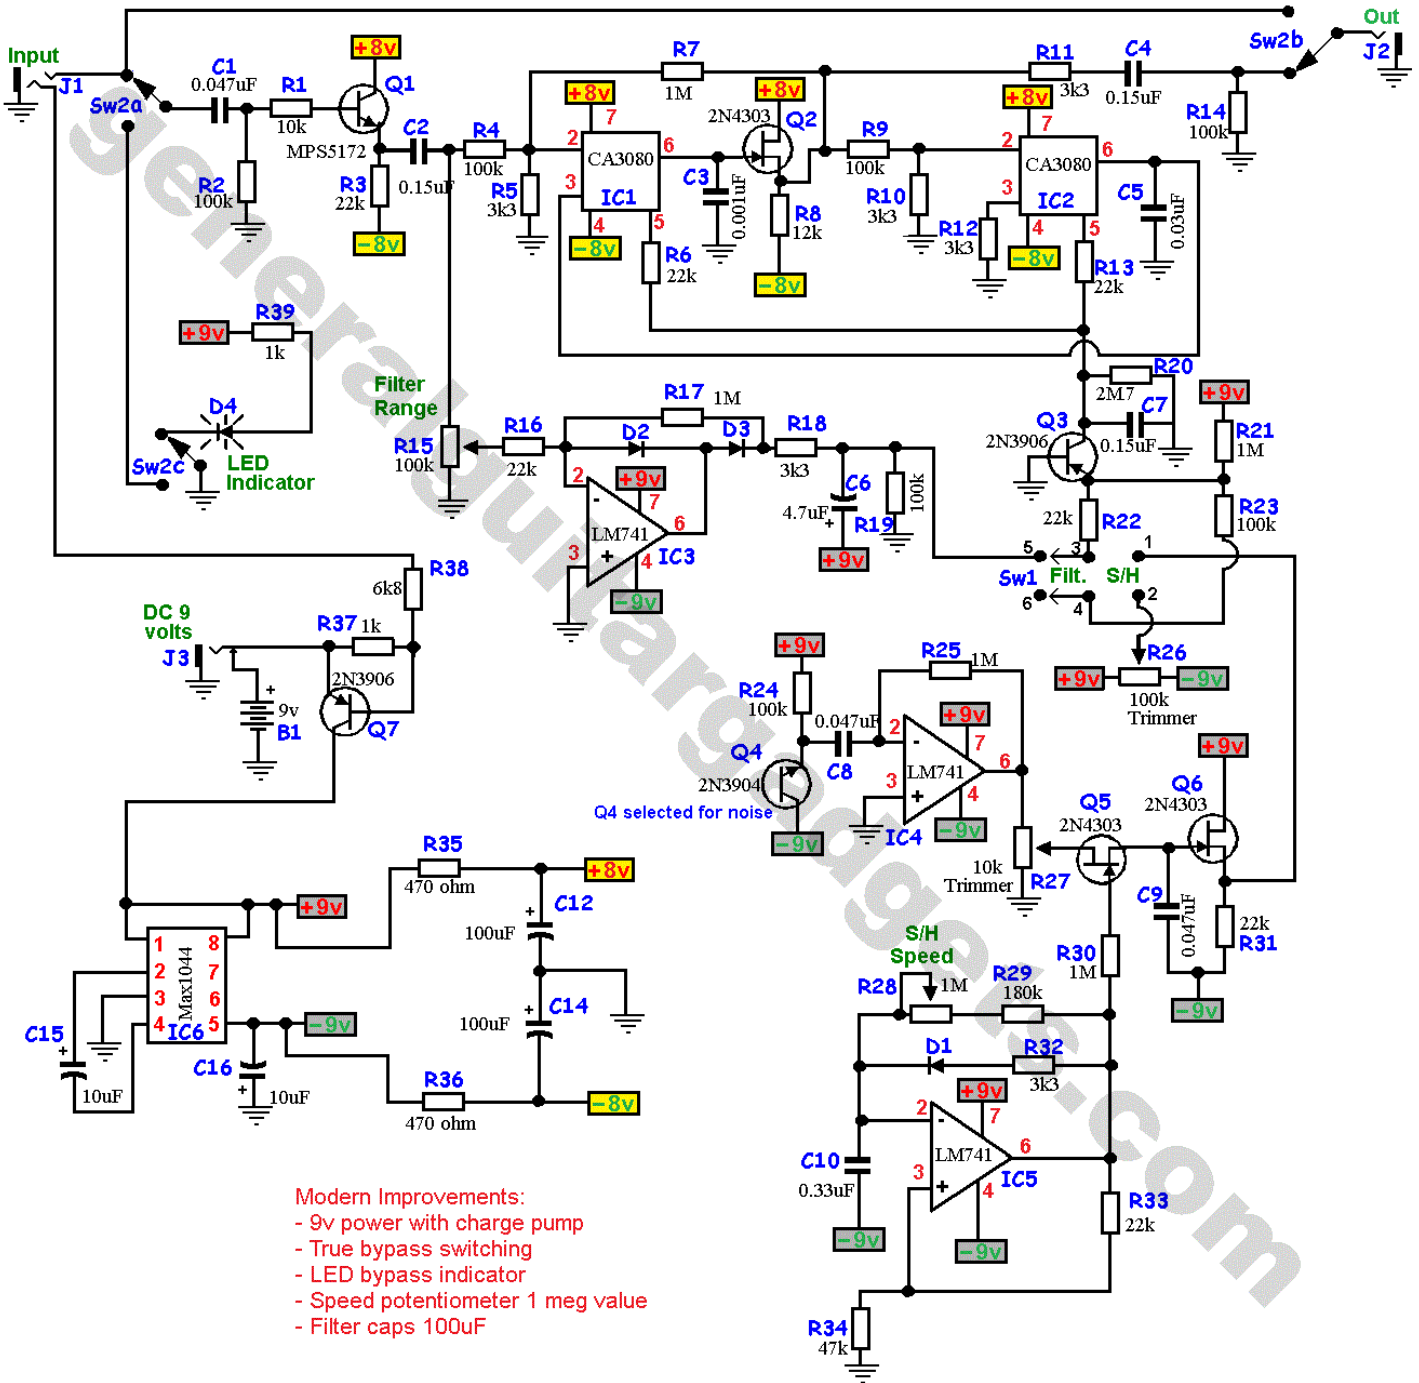 Input
J1
Sw2a
C1
0.047uF
R1
10k
R2
100k
+8v
Q1
MPS5172
R3
22k
-8v
C2
0.15uF
R4
100k
R5
3k3
R7
1M
+8v
7
2
6
CA3080
3
IC1
4
5
-8v
R6
22k
C3
0.001uF
+8v
2N4303
Q2
R8
12k
-8v
R9
100k
R10
3k3
R11
3k3
C4
0.15uF
Sw2b
Out
J2
R14
100k
+8v
7
2
6
CA3080
3
IC2
4
5
-8v
R12
3k3
R13
22k
C5
0.03uF
+9v
R39
1k
D4
LED
Indicator
Sw2c
Filter
Range
R15
100k
R16
22k
R17
1M
D2
D3
R18
3k3
+9v
2
-
7
LM741
6
3
+
4
IC3
-9v
C6
4.7uF
+
+9v
R19
100k
R20
2M7
C7
0.15uF
Q3
2N3906
+9v
R21
1M
R22
22k
R23
100k
5
3
1
Sw1
Filt.
S/H
6
4
2
R26
+9v
-9v
100k
Trimmer
R38
6k8
DC 9
volts
J3
R37
1k
2N3906
Q7
+
9v
B1
+9v
R24
100k
Q4
2N3904
-9v
Q4 selected for noise
0.047uF
C8
R25
1M
+9v
2
-
7
LM741
6
3
+
4
IC4
-9v
10k
Trimmer
R27
Q5
2N4303
Q6
2N4303
+9v
C9
0.047uF
22k
R31
-9v
R30
1M
R35
470 ohm
+8v
+9v
C12
+
100uF
1
8
2
7
3
6
4
5
Max1044
IC6
-9v
C15
+
10uF
C16
+
10uF
C14
+
100uF
R36
470 ohm
-8v
S/H
Speed
R28
1M
R29
180k
D1
R32
3k3
+9v
2
-
7
LM741
6
3
+
4
IC5
-9v
C10
0.33uF
-9v
R33
22k
R34
47k
Modern Improvements:
- 9v power with charge pump
- True bypass switching
- LED bypass indicator
- Speed potentiometer 1 meg value
- Filter caps 100uF
generalguitargadgets.com